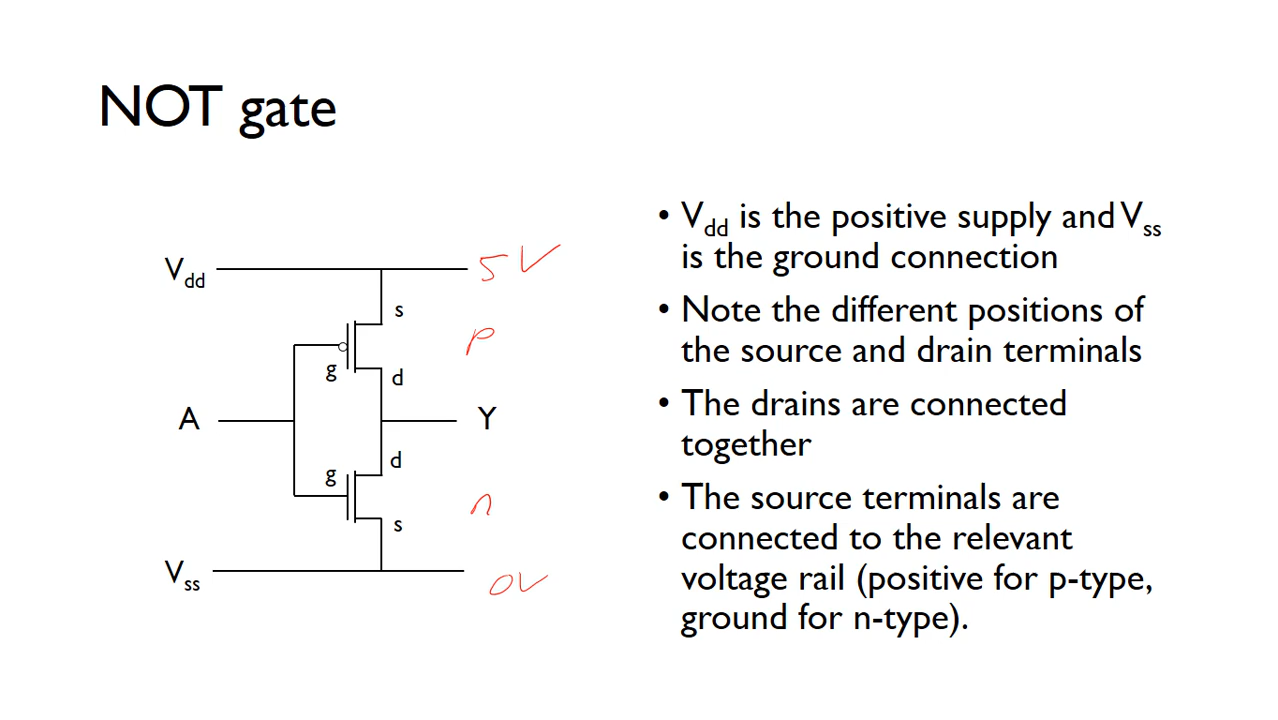 NOT gate
Vdd
5V
s
p
g
d
A
Y
d
g
n
s
Vss
0V
• Vdd is the positive supply and Vss
is the ground connection
• Note the different positions of
the source and drain terminals
• The drains are connected
together
• The source terminals are
connected to the relevant
voltage rail (positive for p-type,
ground for n-type).